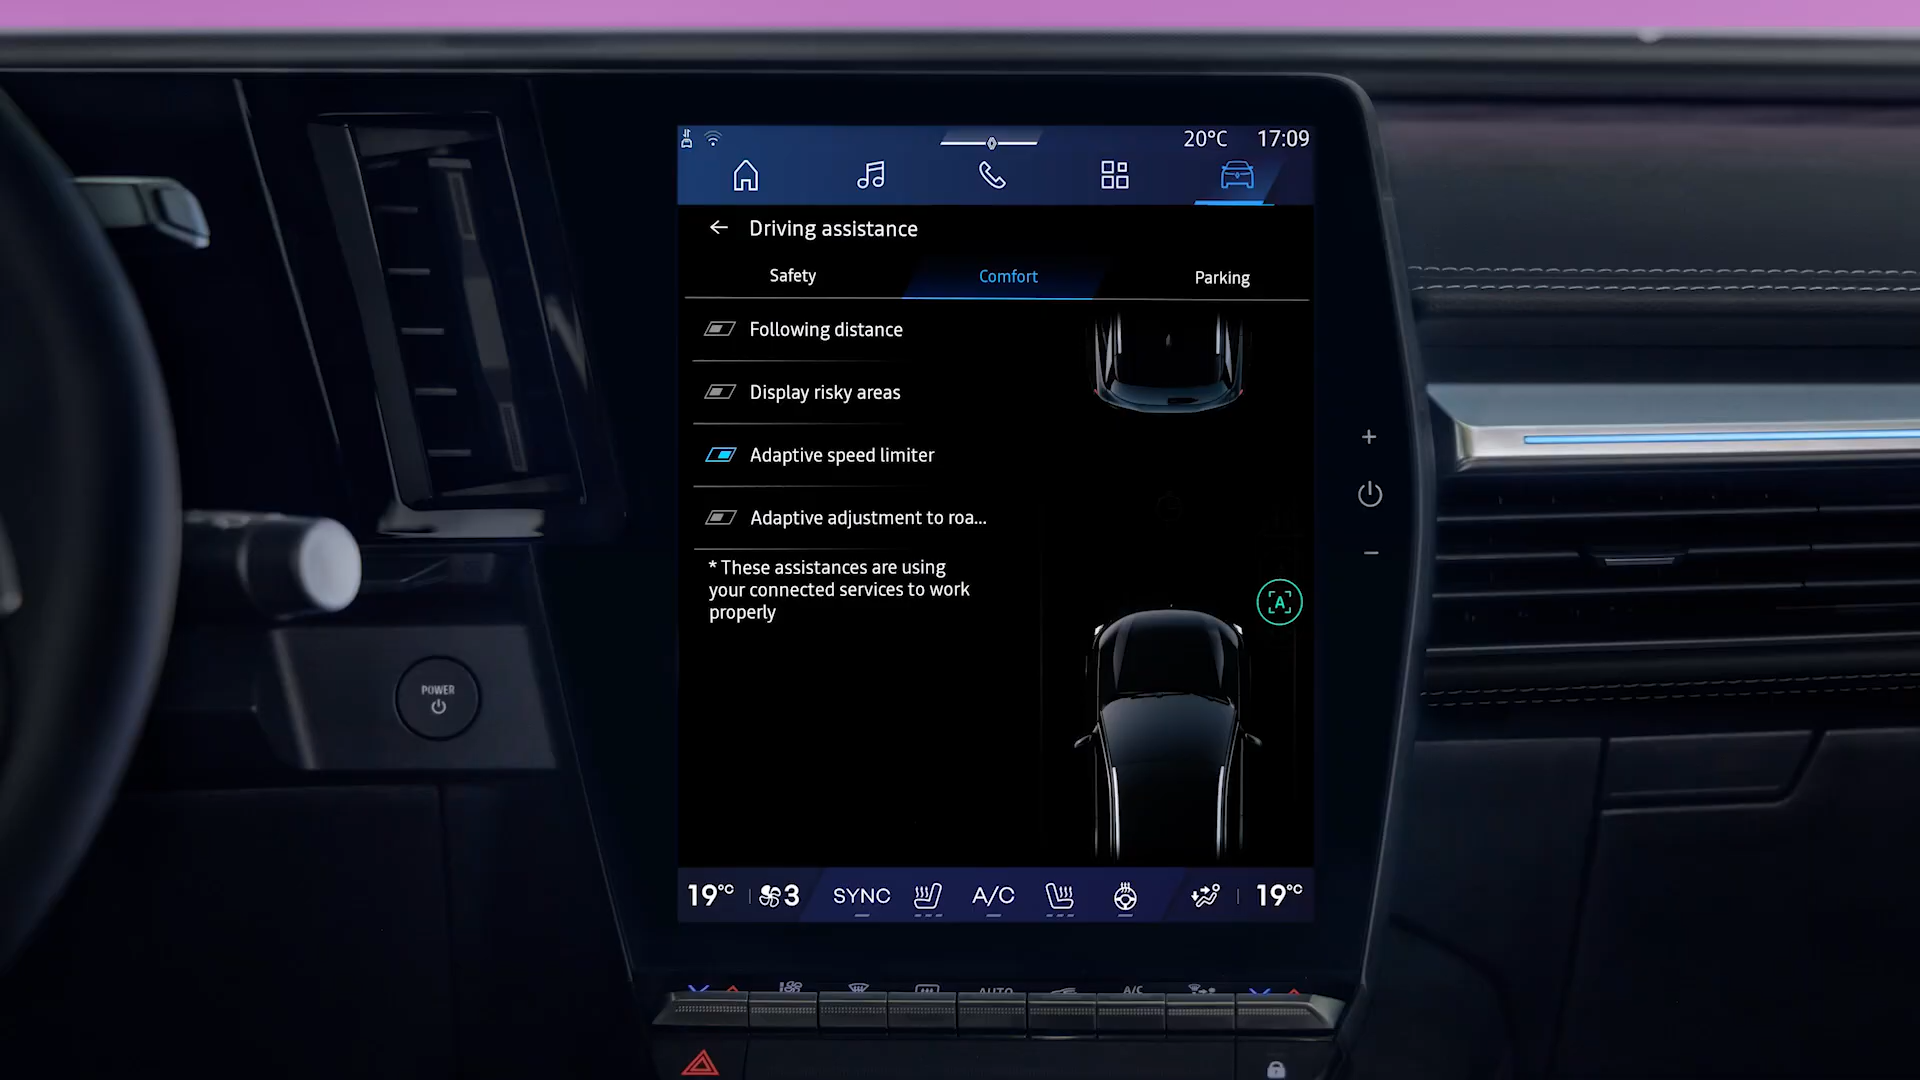 20°C 17:09
Driving assistance
Safety Comfort Parking
Following distance
Display risky areas
Adaptive speed limiter
Adaptive adjustment to roa...
* These assistances are using
your connected services to work
properly
A
POWER
19°C 3 SYNC A/C 19°C
AUTO A/C